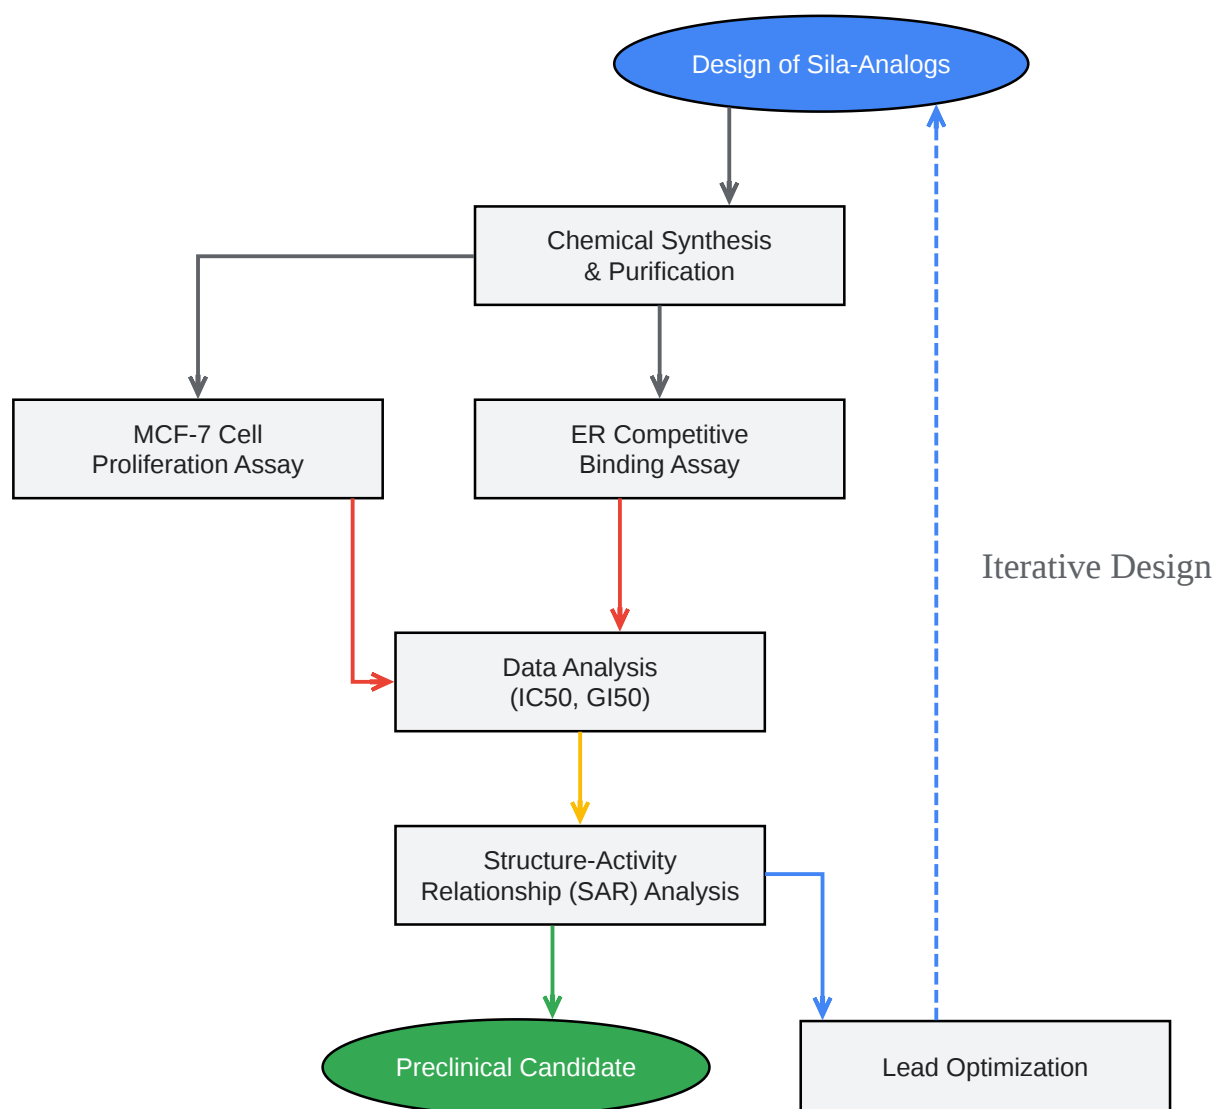 Design of Sila-Analogs
Chemical Synthesis
& Purification
MCF-7 Cell
Proliferation Assay
ER Competitive
Binding Assay
Iterative Design
Data Analysis
(IC50, GI50)
Structure-Activity
Relationship (SAR) Analysis
Preclinical Candidate
Lead Optimization